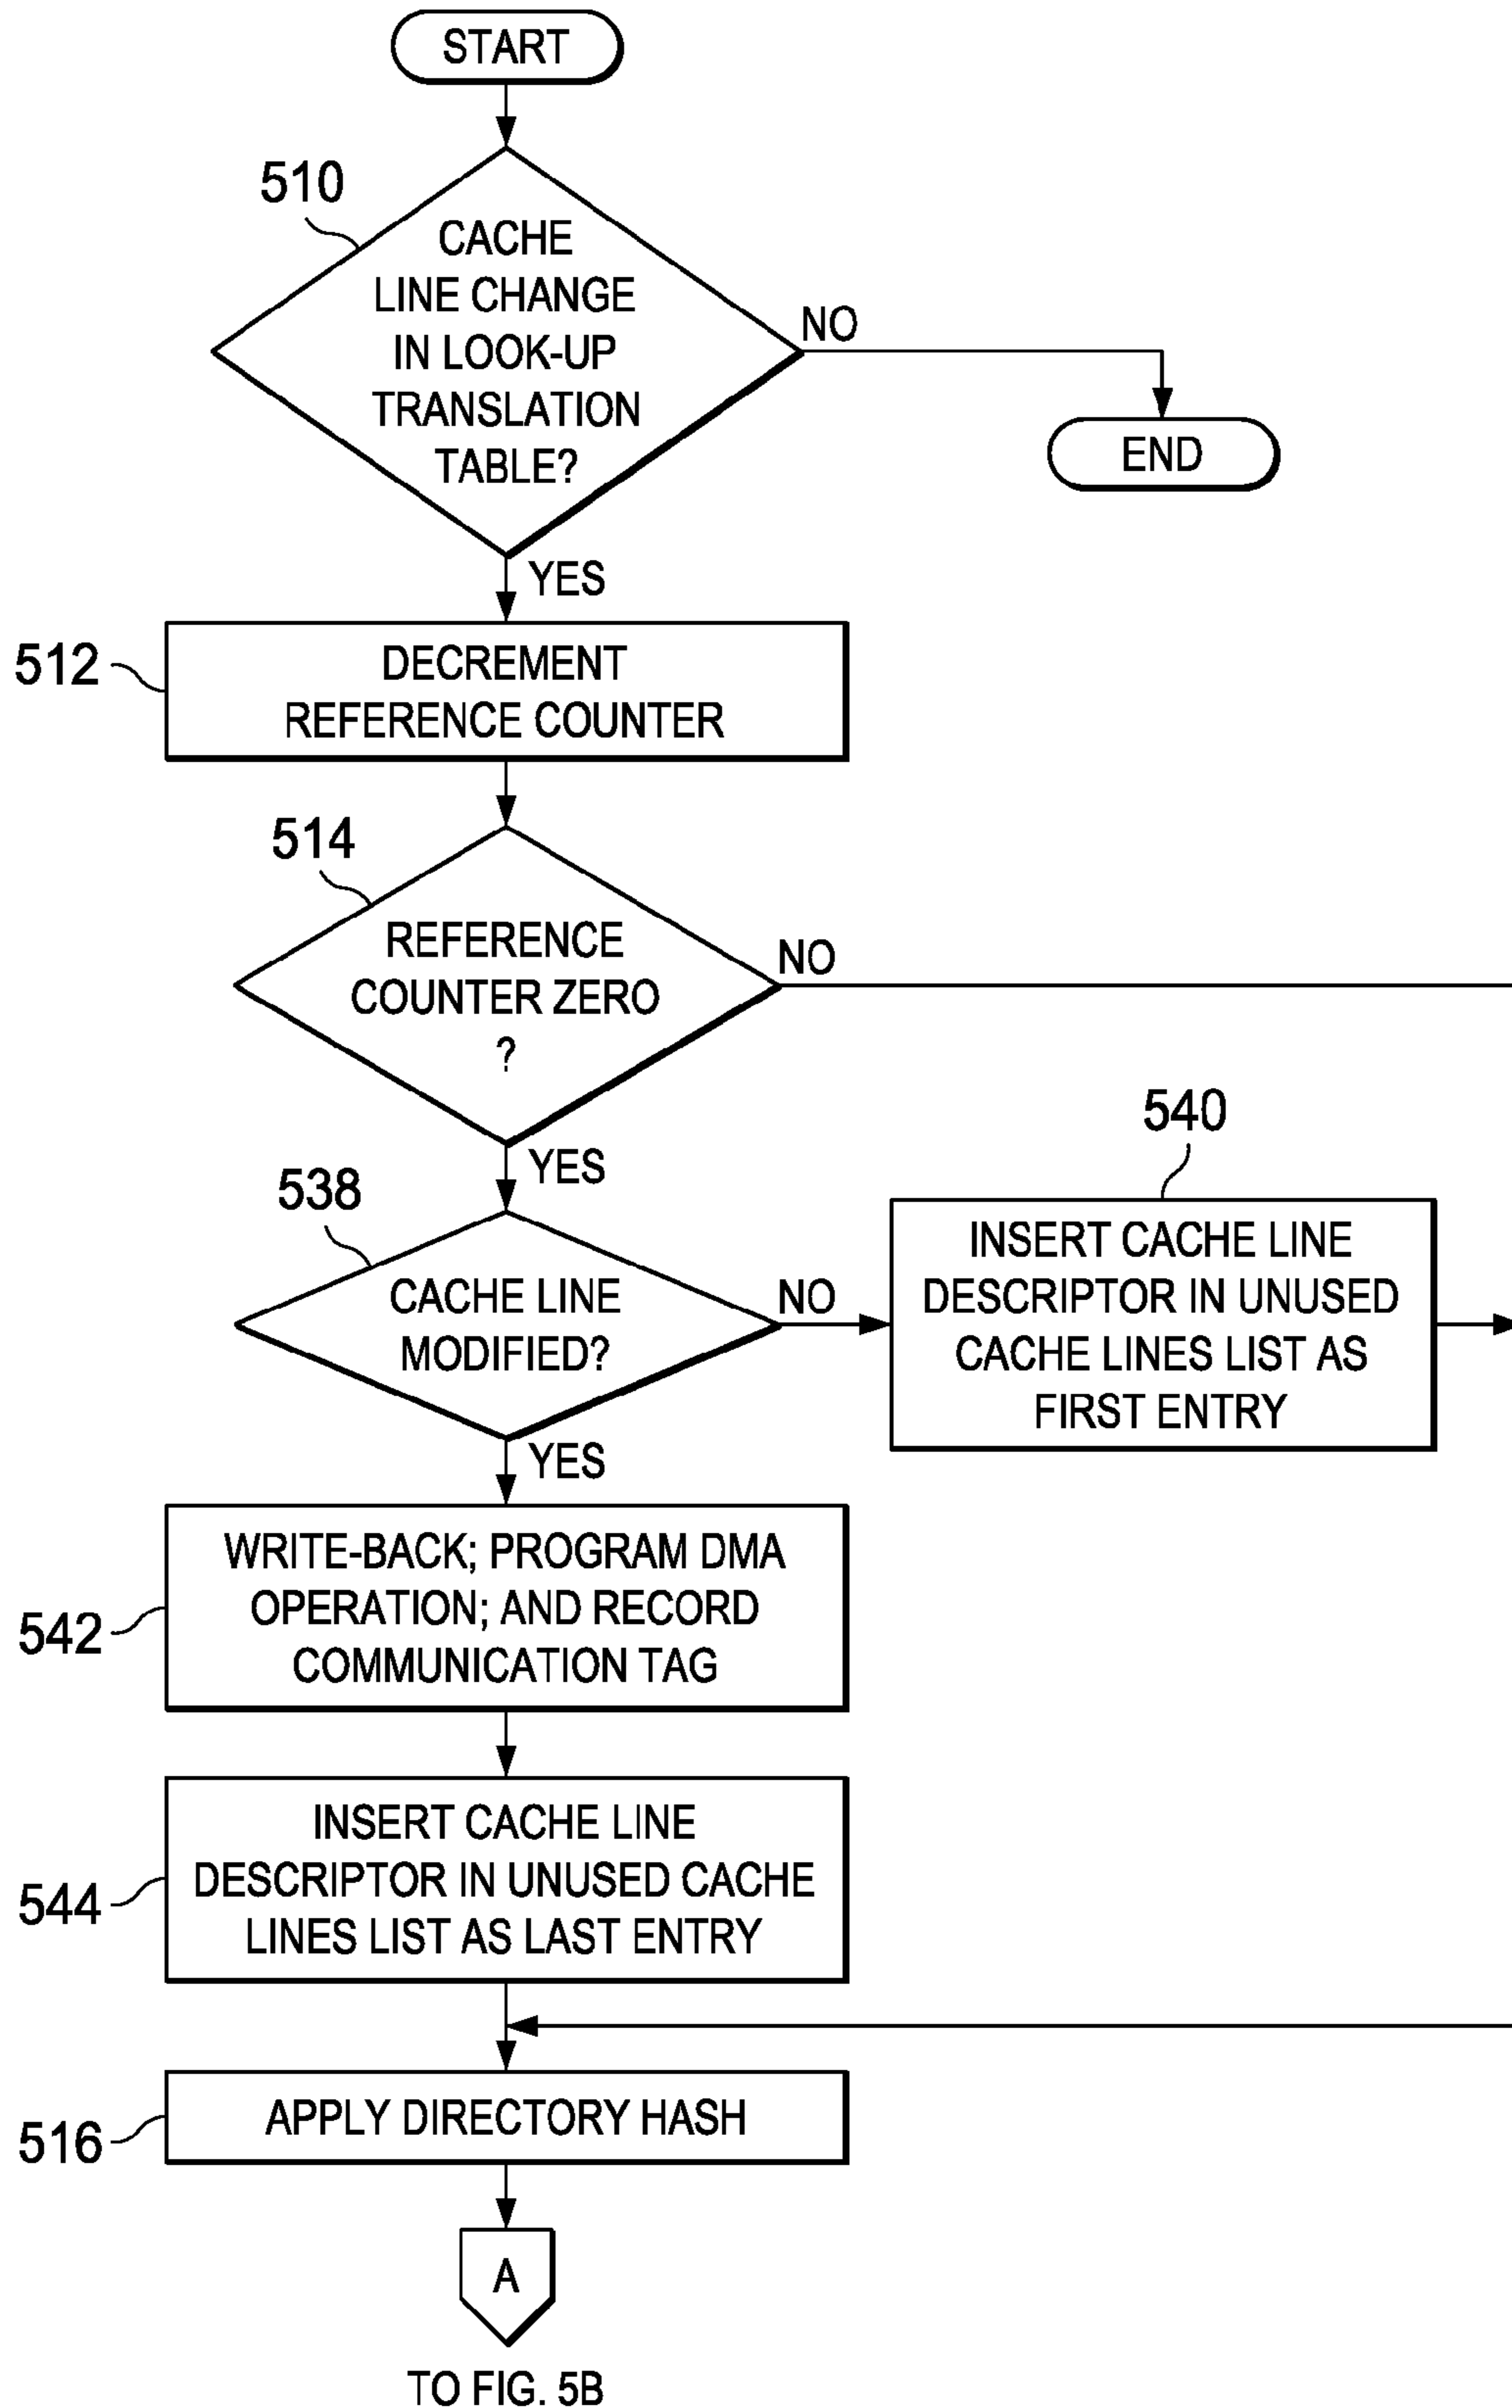 START
510
CACHE
LINE CHANGE
IN LOOK-UP
TRANSLATION
TABLE?
NO
END
YES
512
DECREMENT
REFERENCE COUNTER
514
REFERENCE
COUNTER ZERO
?
NO
YES
538
CACHE LINE
MODIFIED?
NO
540
INSERT CACHE LINE
DESCRIPTOR IN UNUSED
CACHE LINES LIST AS
FIRST ENTRY
YES
542
WRITE-BACK; PROGRAM DMA
OPERATION; AND RECORD
COMMUNICATION TAG
544
INSERT CACHE LINE
DESCRIPTOR IN UNUSED CACHE
LINES LIST AS LAST ENTRY
516
APPLY DIRECTORY HASH
A
TO FIG. 5B